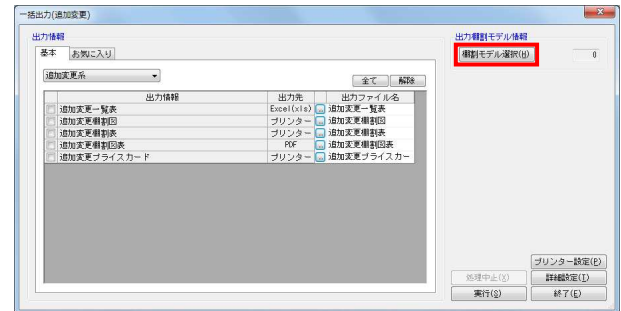 一括出力(追加変更)
出力情報
出力棚割モデル情報
基本 お気に入り
棚割モデル選択(H) 0
追加変更系
全て 解除
出力情報 出力先 出力ファイル名
追加変更一覧表 Excel(xls) ... 追加変更一覧表
追加変更棚割図 プリンター ... 追加変更棚割図
追加変更棚割表 プリンター ... 追加変更棚割表
追加変更棚割図表 PDF ... 追加変更棚割図表
追加変更プライスカード プリンター ... 追加変更プライスカー
プリンター設定(P)
処理中止(X) 詳細設定(I)
実行(S) 終了(E)